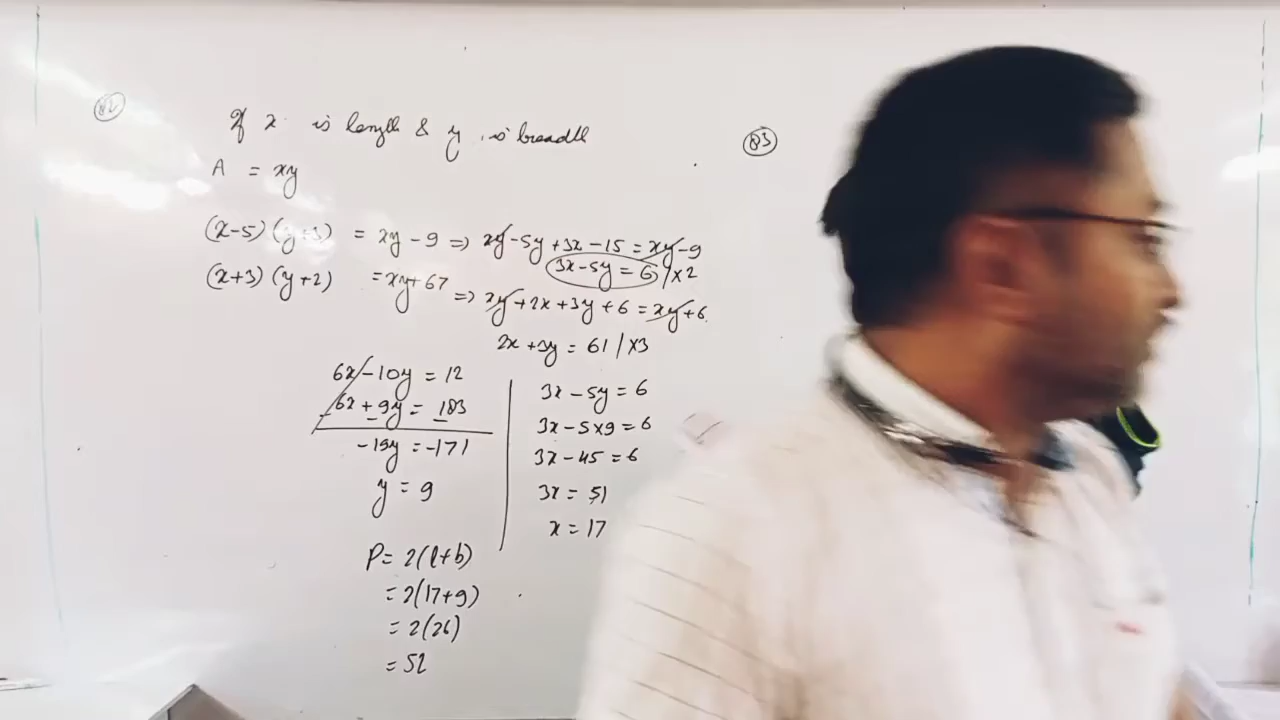 Q2
If x is length & y is breadth
A = xy
(x-5) (y+3) = xy - 9 => xy - 5y + 3x - 15 = xy - 9
3x - 5y = 6 / x2
(x+3) (y+2) = xy + 67 => xy + 2x + 3y + 6 = xy + 6
2x + 3y = 61 / x3
6x - 10y = 12
6x + 9y = 183
-19y = -171
y = 9
3x - 5y = 6
3x - 5x9 = 6
3x - 45 = 6
3x = 51
x = 17
P = 2(l+b)
= 2(17+9)
= 2(26)
= 52
Q3